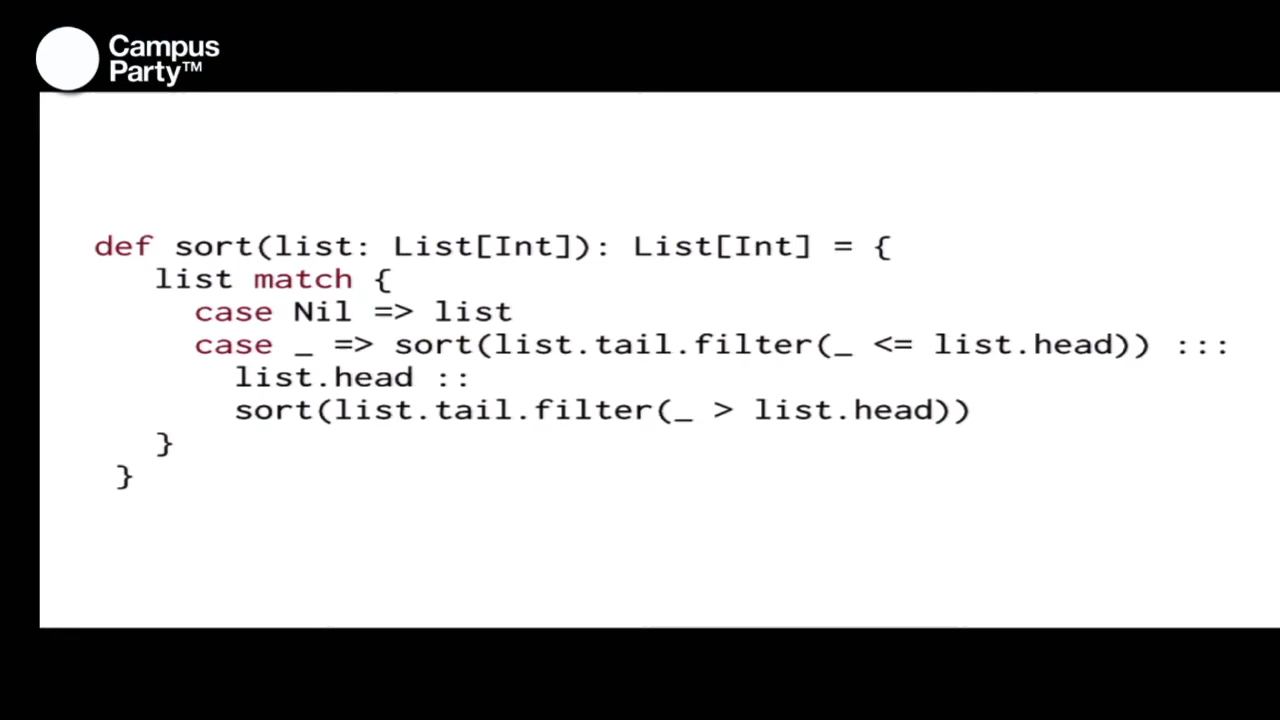 Campus
Party™
def sort(list: List[Int]): List[Int] = {
list match {
case Nil => list
case _ => sort(list.tail.filter(_ <= list.head)) :::
list.head ::
sort(list.tail.filter(_ > list.head))
}
}